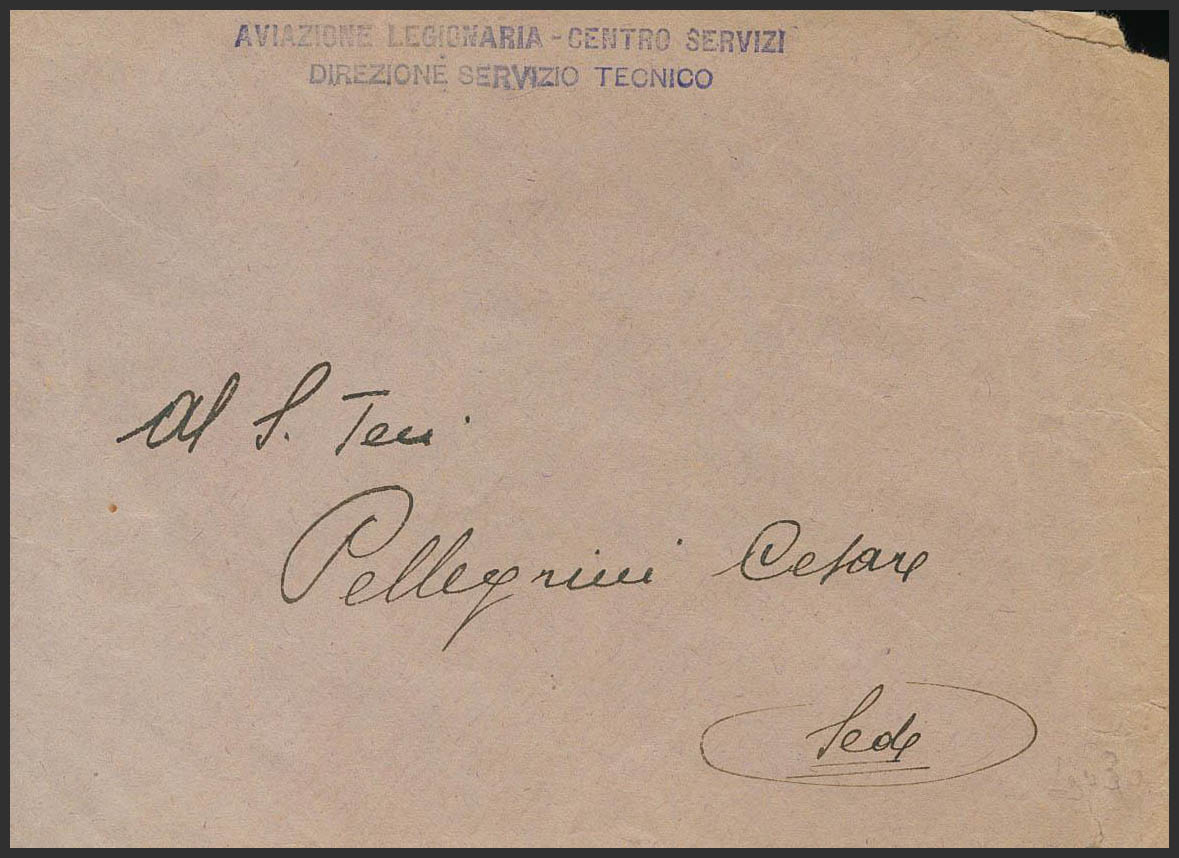 AVIAZIONE LEGIONARIA - CENTRO SERVIZI
DIREZIONE SERVIZIO TECNICO
Al S. Ten.
Pellegrini Cesare
Sede